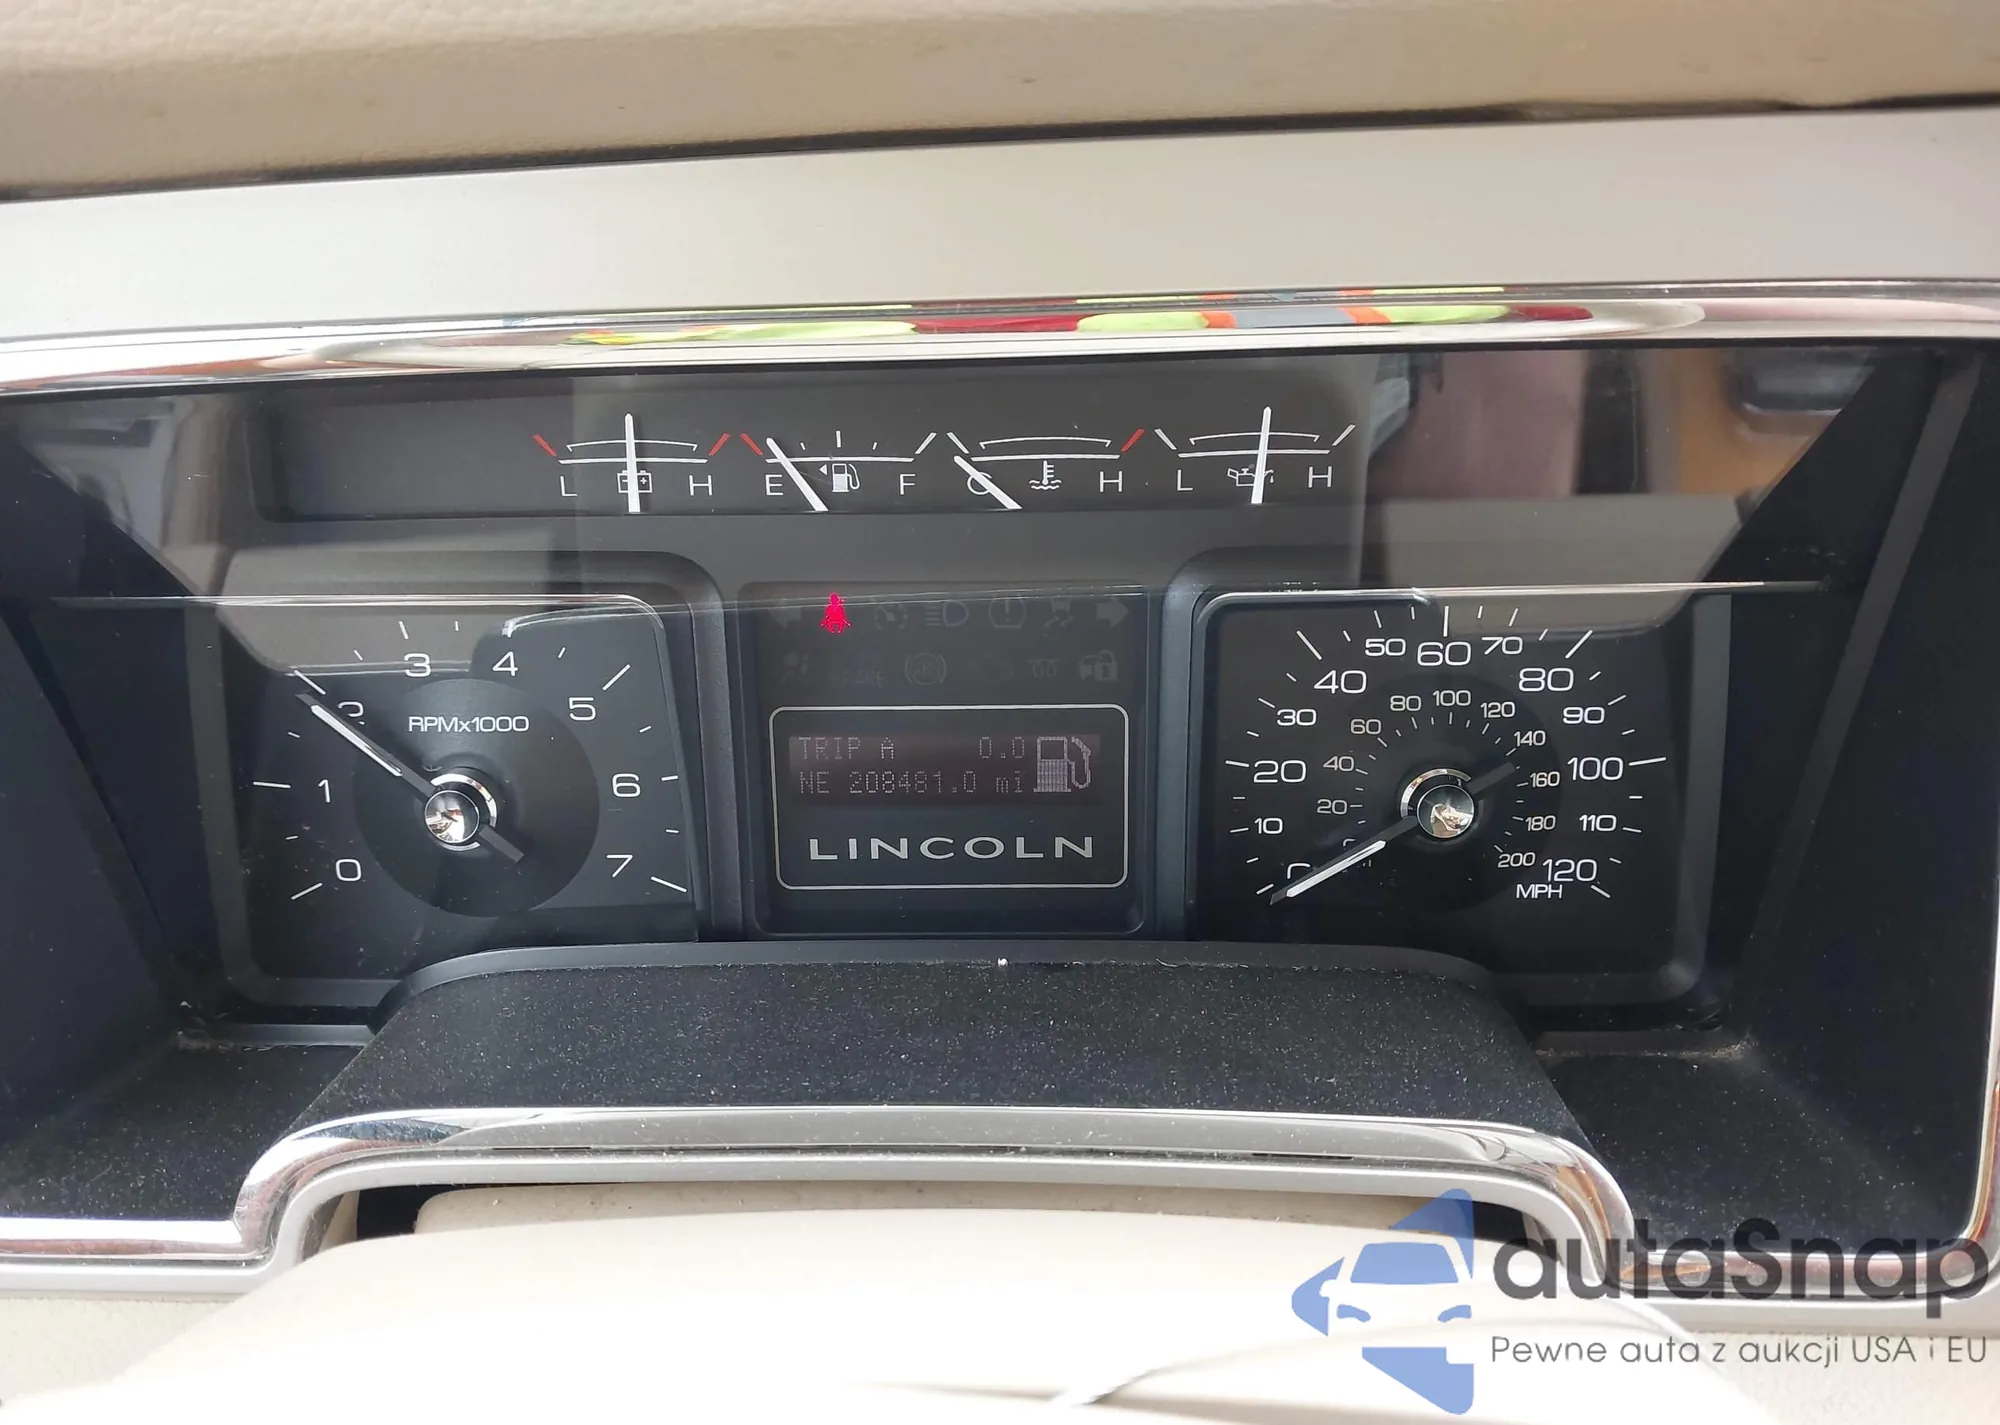 L H E F C H L H
0 1 2 3 4 5 6 7
RPMx1000
BRAKE
TRIP A 0.0
NE 208481.0 mi
LINCOLN
0 10 20 30 40 50 60 70 80 90 100 110 120
20 40 60 80 100 120 140 160 180 200
MPH
autaSnap
Pewne auta z aukcji USA i EU